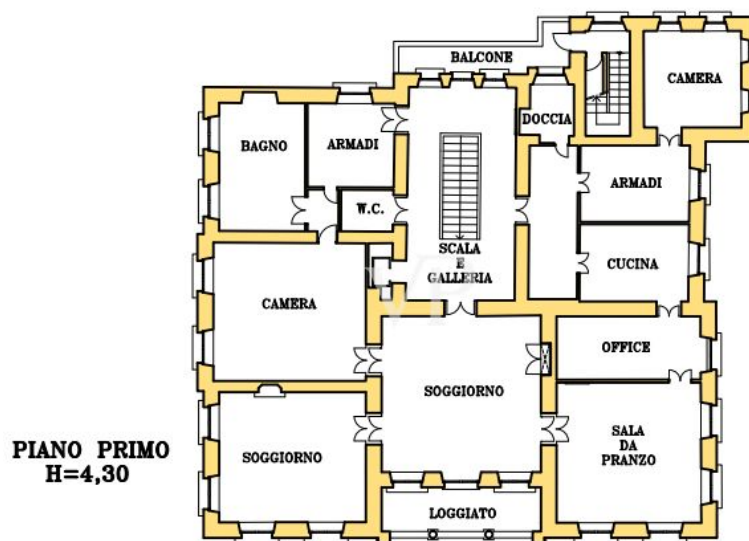 BALCONE
CAMERA
DOCCIA
BAGNO
ARMADI
ARMADI
W.C.
SCALA
E
GALLERIA
CUCINA
CAMERA
OFFICE
SOGGIORNO
PIANO PRIMO
H=4,30
SOGGIORNO
SALA
DA
PRANZO
LOGGIATO
VP